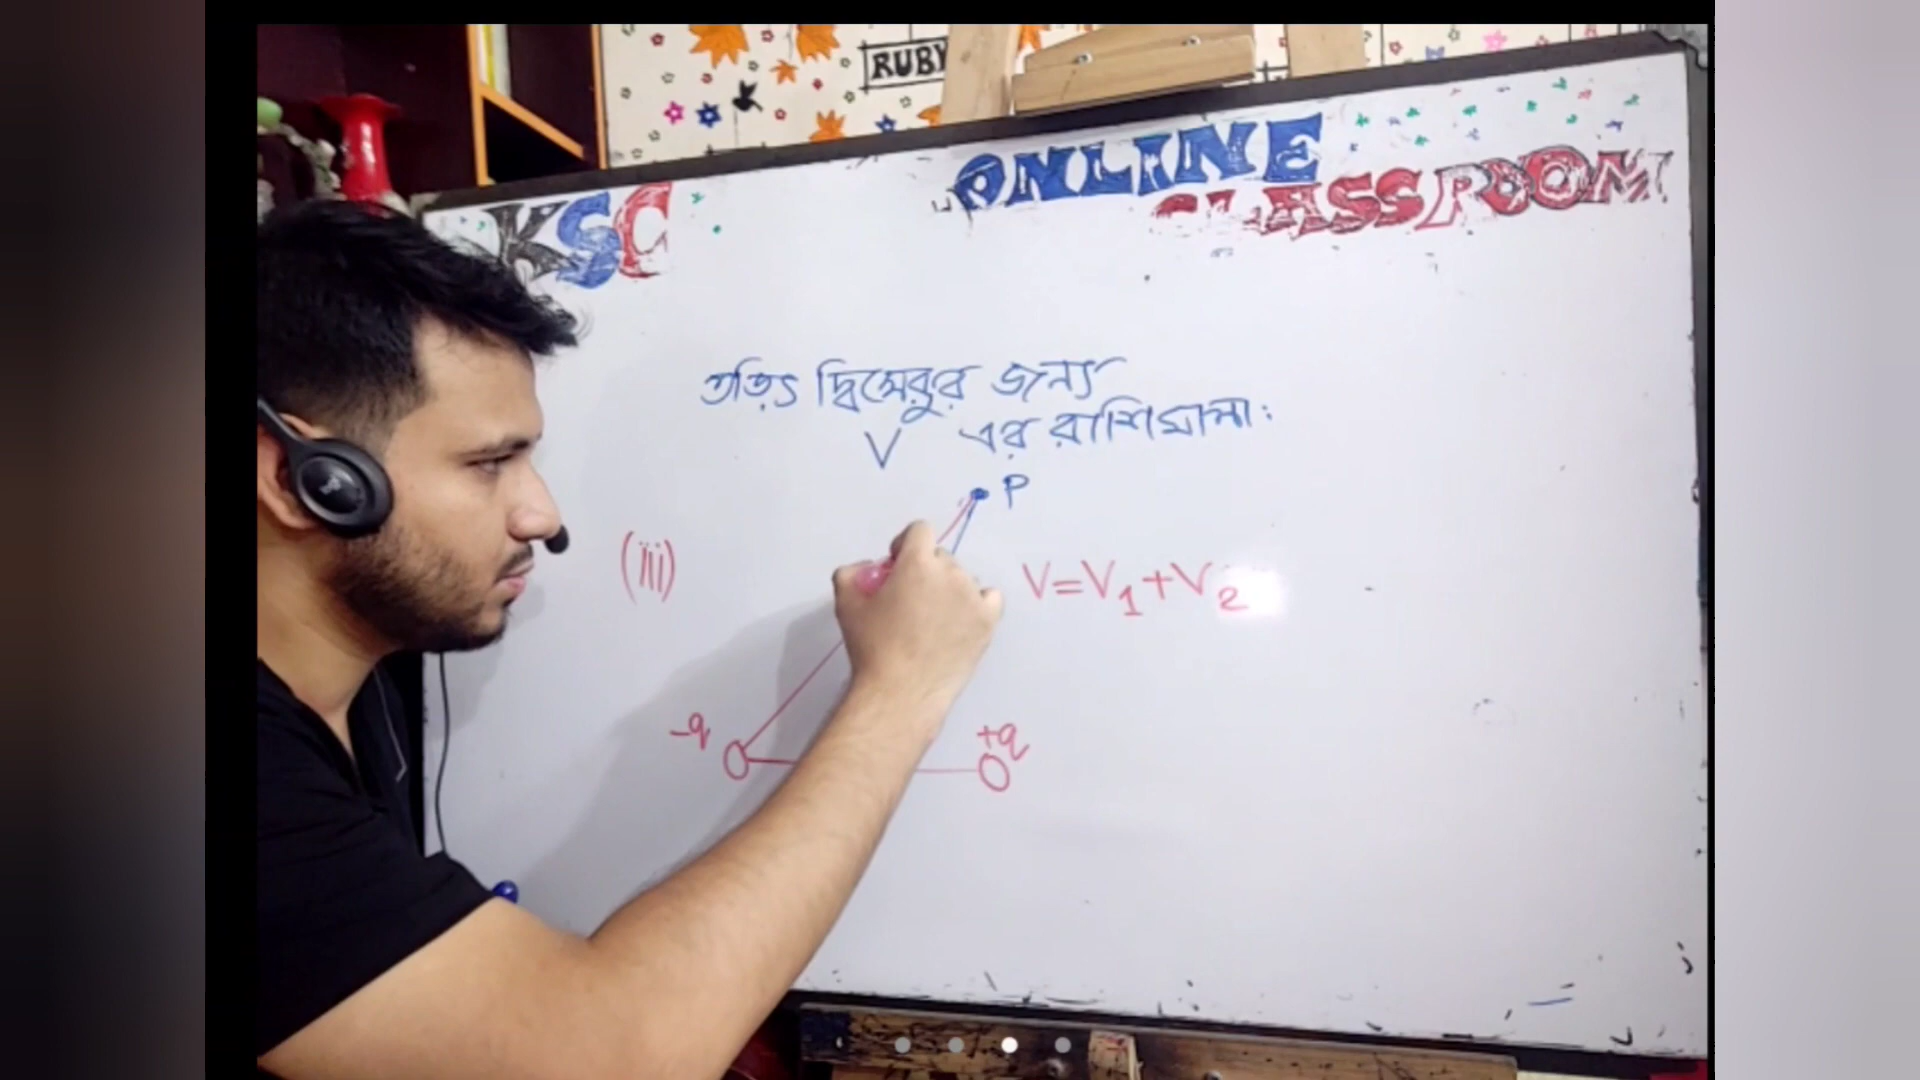 RUBY
ONLINE
CLASSROOM
KSC
তড়িৎ দ্বিমেরুর জন্য
V এর রাশিমালা:
P
(iii)
V=V₁+V₂
-q
+q